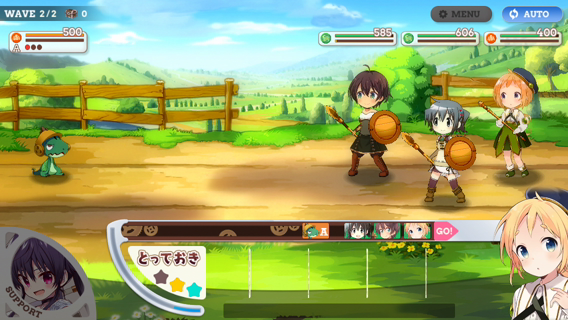 WAVE 2/2 0
MENU
AUTO
500
A
585
606
400
A
GO!
とっておき
SUPPORT